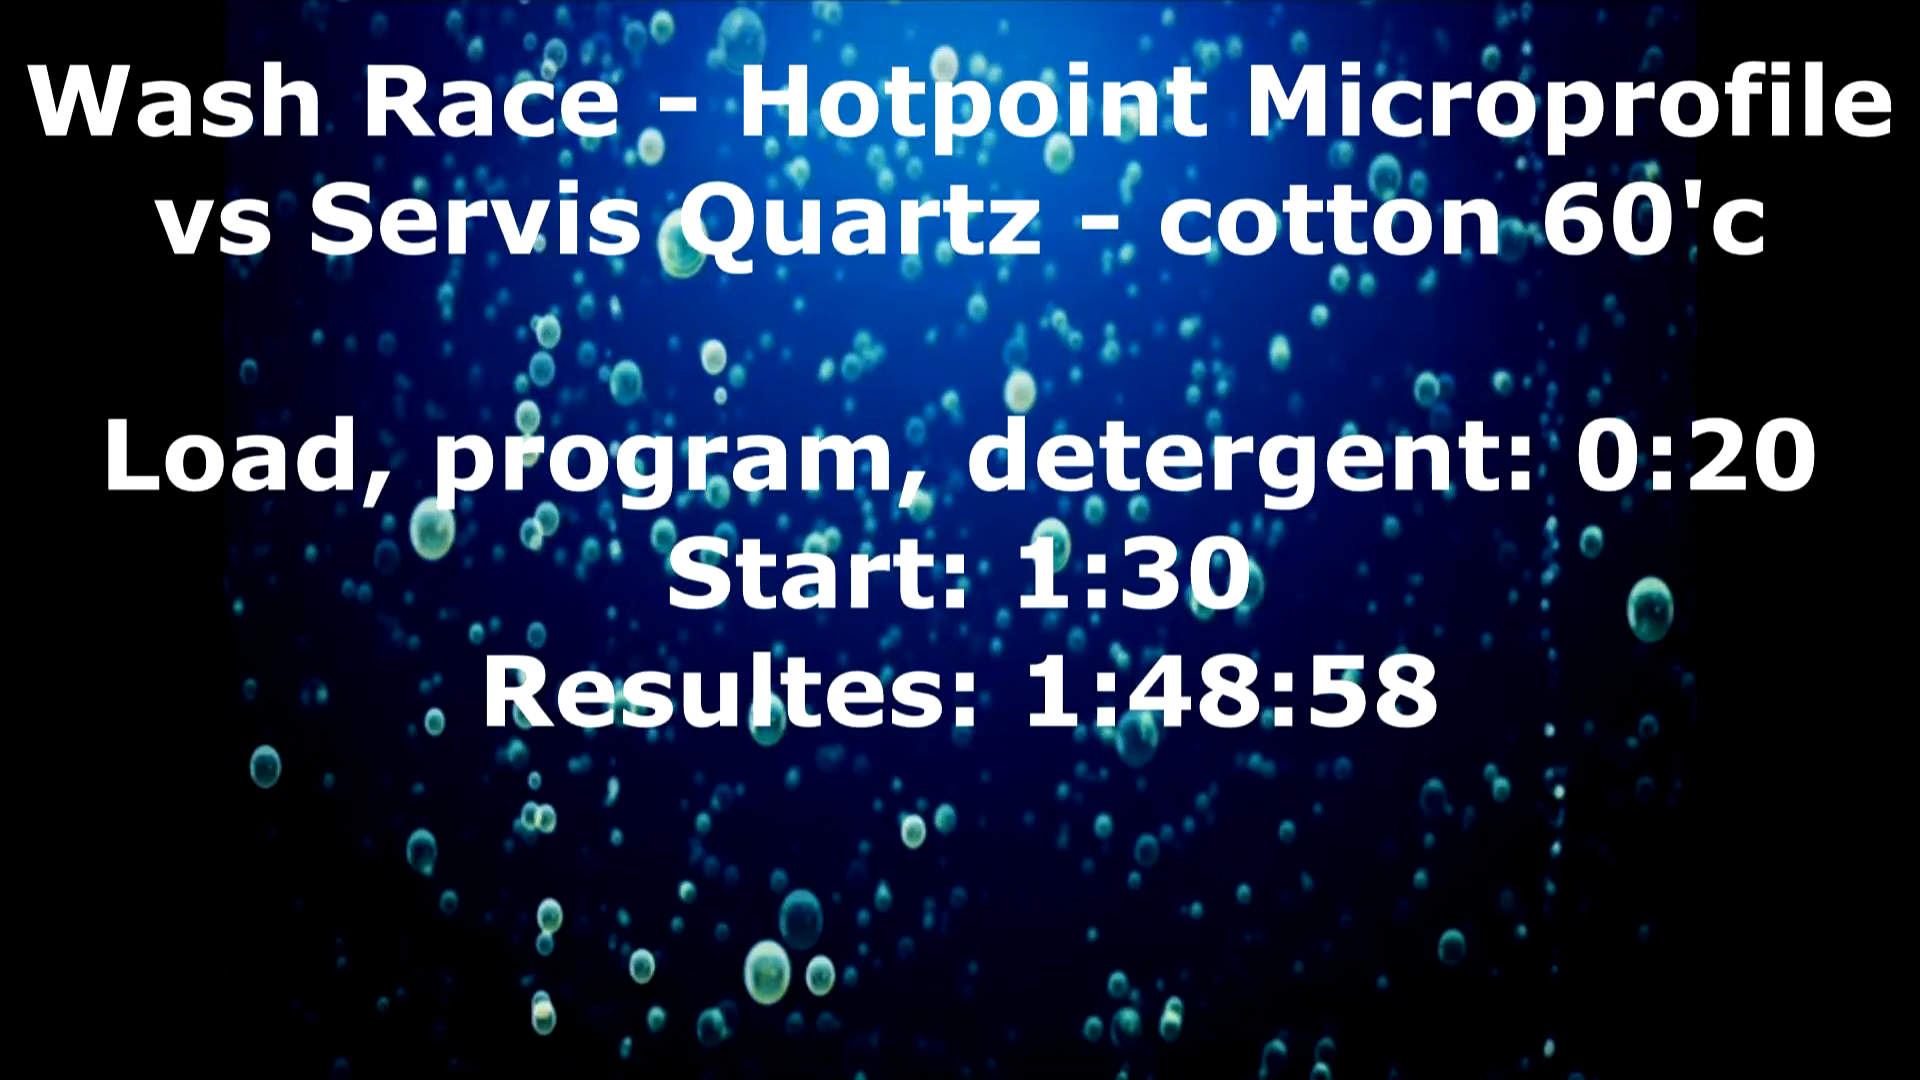 Wash Race - Hotpoint Microprofile
vs Servis Quartz - cotton 60'c
Load, program, detergent: 0:20
Start: 1:30
Resultes: 1:48:58